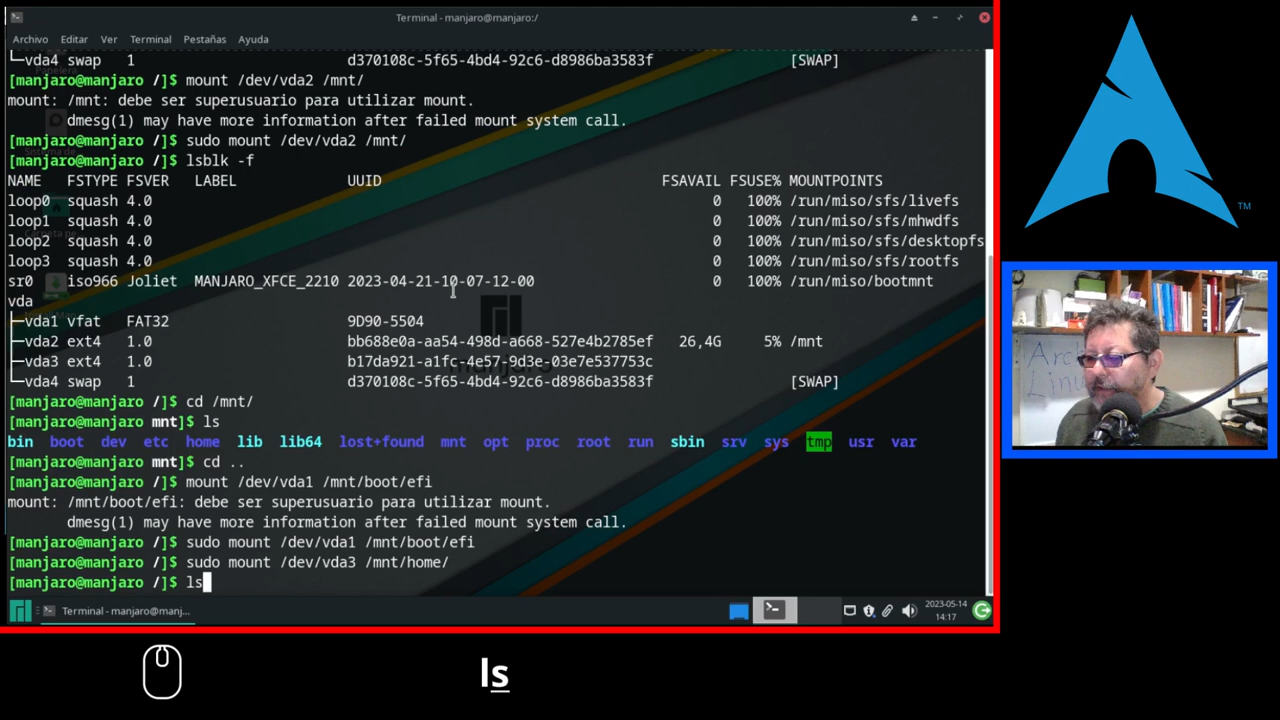 Terminal - manjaro@manjaro:/
Archivo Editar Ver Terminal Pestañas Ayuda
└─vda4 swap 1 d370108c-5f65-4bd4-92c6-d8986ba3583f [SWAP]
[manjaro@manjaro /]$ mount /dev/vda2 /mnt/
mount: /mnt: debe ser superusuario para utilizar mount.
dmesg(1) may have more information after failed mount system call.
[manjaro@manjaro /]$ sudo mount /dev/vda2 /mnt/
[manjaro@manjaro /]$ lsblk -f
NAME FSTYPE FSVER LABEL UUID FSAVAIL FSUSE% MOUNTPOINTS
loop0 squash 4.0 0 100% /run/miso/sfs/livefs
loop1 squash 4.0 0 100% /run/miso/sfs/mhwdfs
loop2 squash 4.0 0 100% /run/miso/sfs/desktopfs
loop3 squash 4.0 0 100% /run/miso/sfs/rootfs
sr0 iso966 Joliet MANJARO_XFCE_2210 2023-04-21-10-07-12-00 0 100% /run/miso/bootmnt
vda
├─vda1 vfat FAT32 9D90-5504
├─vda2 ext4 1.0 bb688e0a-aa54-498d-a668-527e4b2785ef 26,4G 5% /mnt
├─vda3 ext4 1.0 b17da921-a1fc-4e57-9d3e-03e7e537753c
└─vda4 swap 1 d370108c-5f65-4bd4-92c6-d8986ba3583f [SWAP]
[manjaro@manjaro /]$ cd /mnt/
[manjaro@manjaro mnt]$ ls
bin boot dev etc home lib lib64 lost+found mnt opt proc root run sbin srv sys tmp usr var
[manjaro@manjaro mnt]$ cd ..
[manjaro@manjaro /]$ mount /dev/vda1 /mnt/boot/efi
mount: /mnt/boot/efi: debe ser superusuario para utilizar mount.
dmesg(1) may have more information after failed mount system call.
[manjaro@manjaro /]$ sudo mount /dev/vda1 /mnt/boot/efi
[manjaro@manjaro /]$ sudo mount /dev/vda3 /mnt/home/
[manjaro@manjaro /]$ ls
Terminal - manjaro@manj...
2023-05-14
14:17
ls
TM
Arch
Linux